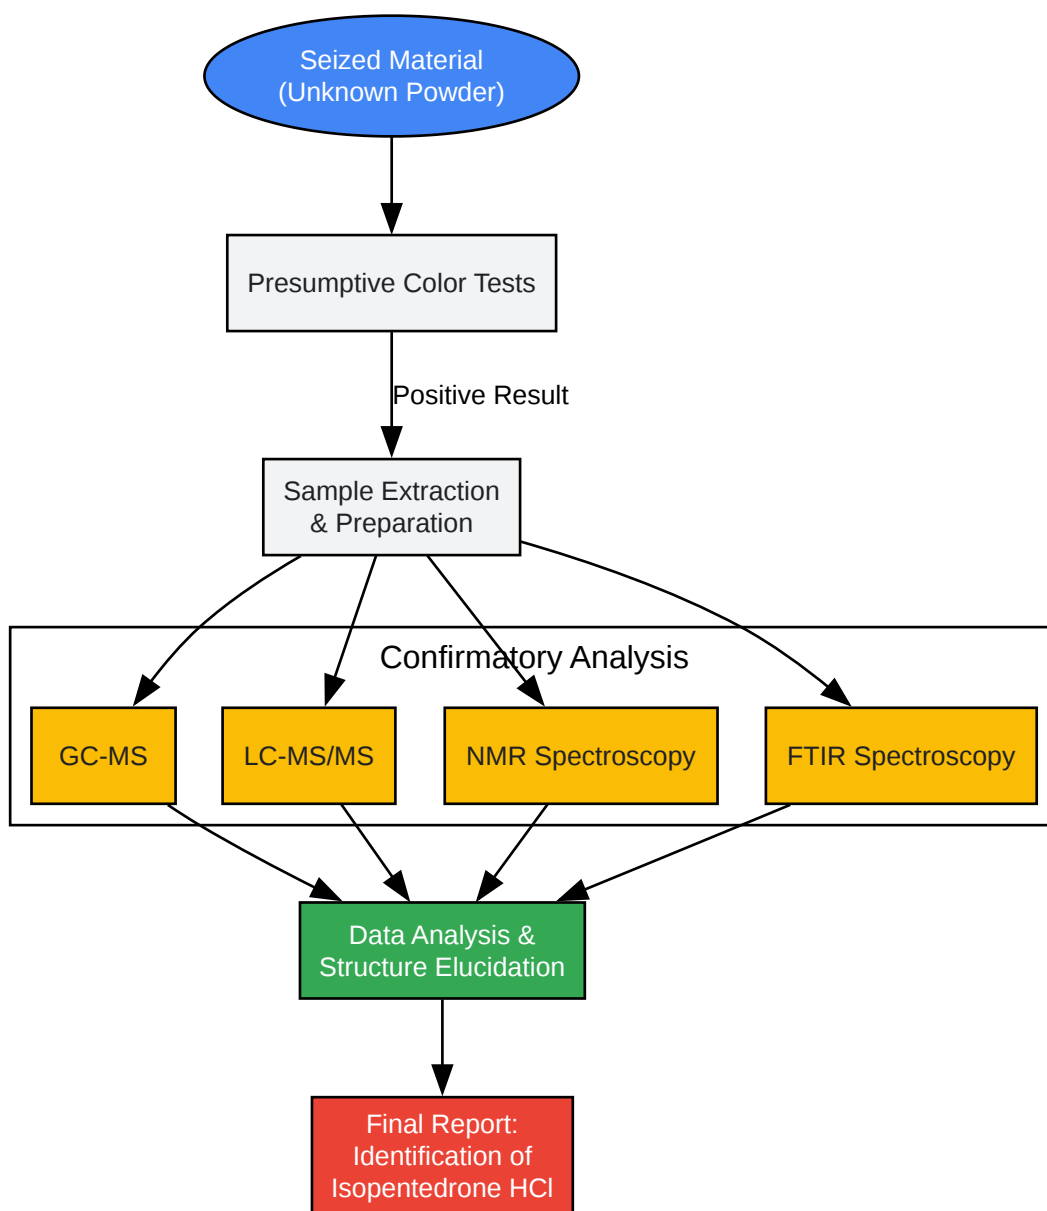 Seized Material
(Unknown Powder)
Presumptive Color Tests
Positive Result
Sample Extraction
& Preparation
Confirmatory Analysis
GC-MS
LC-MS/MS
NMR Spectroscopy
FTIR Spectroscopy
Data Analysis &
Structure Elucidation
Final Report:
Identification of
Isopentedrone HCl